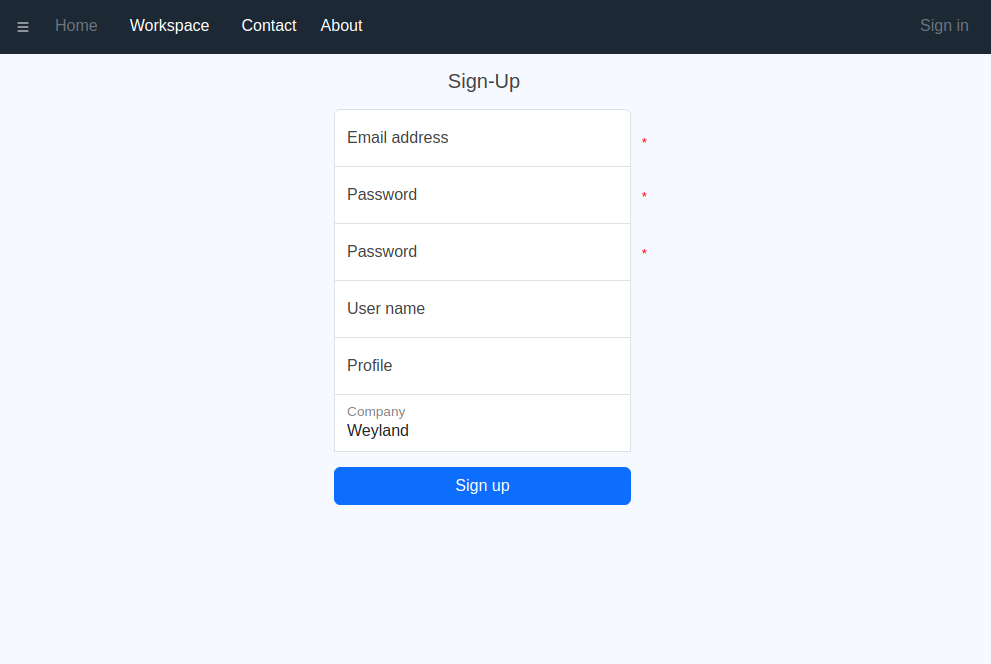 ≡ Home Workspace Contact About Sign in
Sign-Up
Email address *
Password *
Password *
User name
Profile
Company
Weyland
Sign up